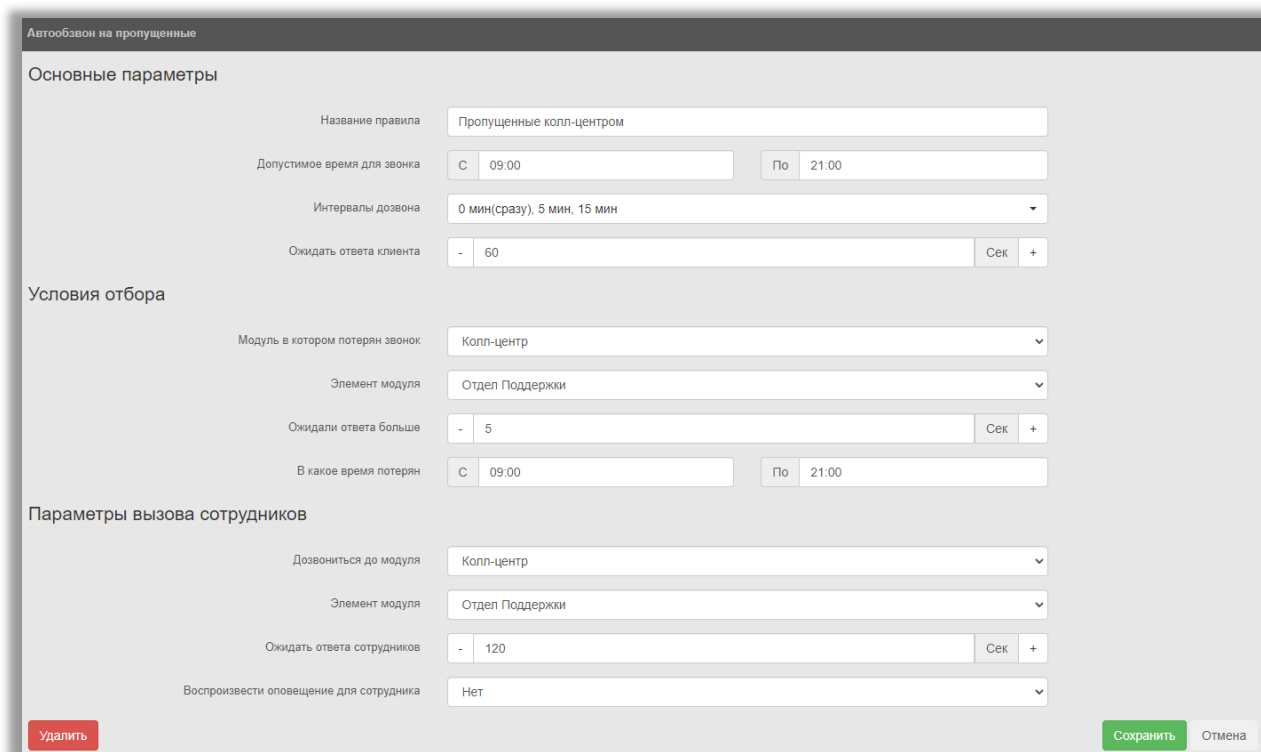 Автообзвон на пропущенные
Основные параметры
Название правила Пропущенные колл-центром
Допустимое время для звонка С 09:00 По 21:00
Интервалы дозвона 0 мин(сразу), 5 мин, 15 мин
Ожидать ответа клиента - 60 Сек +
Условия отбора
Модуль в котором потерян звонок Колл-центр
Элемент модуля Отдел Поддержки
Ожидали ответа больше - 5 Сек +
В какое время потерян С 09:00 По 21:00
Параметры вызова сотрудников
Дозвониться до модуля Колл-центр
Элемент модуля Отдел Поддержки
Ожидать ответа сотрудников - 120 Сек +
Воспроизвести оповещение для сотрудника Нет
Удалить Сохранить Отмена